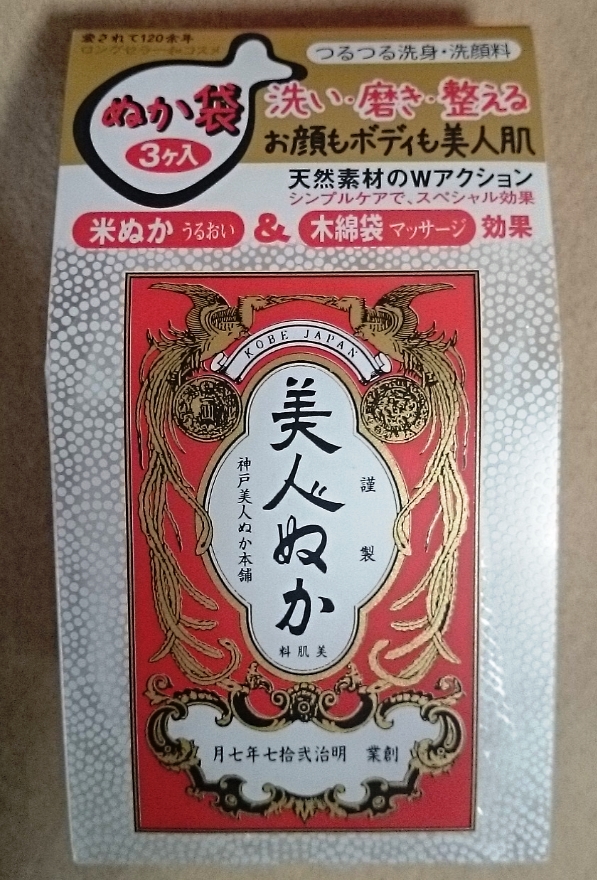 愛されて120余年
ロングセラーdeコスメ
つるつる洗身・洗顔料
ぬか袋
3ヶ入
洗い・磨き・整える
お顔もボディも美人肌
天然素材のWアクション
シンプルケアで、スペシャル効果
米ぬか うるおい & 木綿袋 マッサージ 効果
KOBE JAPAN
謹製
美人ぬか
神戸美人ぬか本舗
料肌美
月七年七拾弐治明 業創